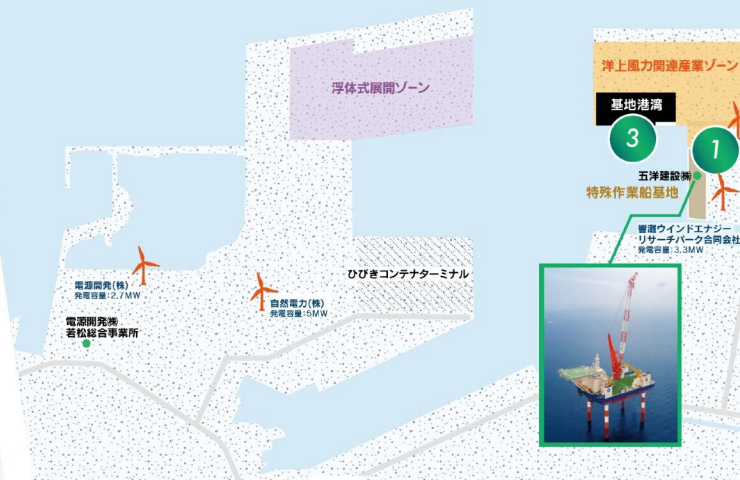 浮体式展開ゾーン
洋上風力関連産業ゾーン
基地港湾
3
1
五洋建設㈱
特殊作業船基地
響灘ウインドエナジー
リサーチパーク合同会社
発電容量:3.3MW
ひびきコンテナターミナル
電源開発(株)
発電容量:2.7MW
自然電力(株)
発電容量:5MW
電源開発㈱
若松総合事業所